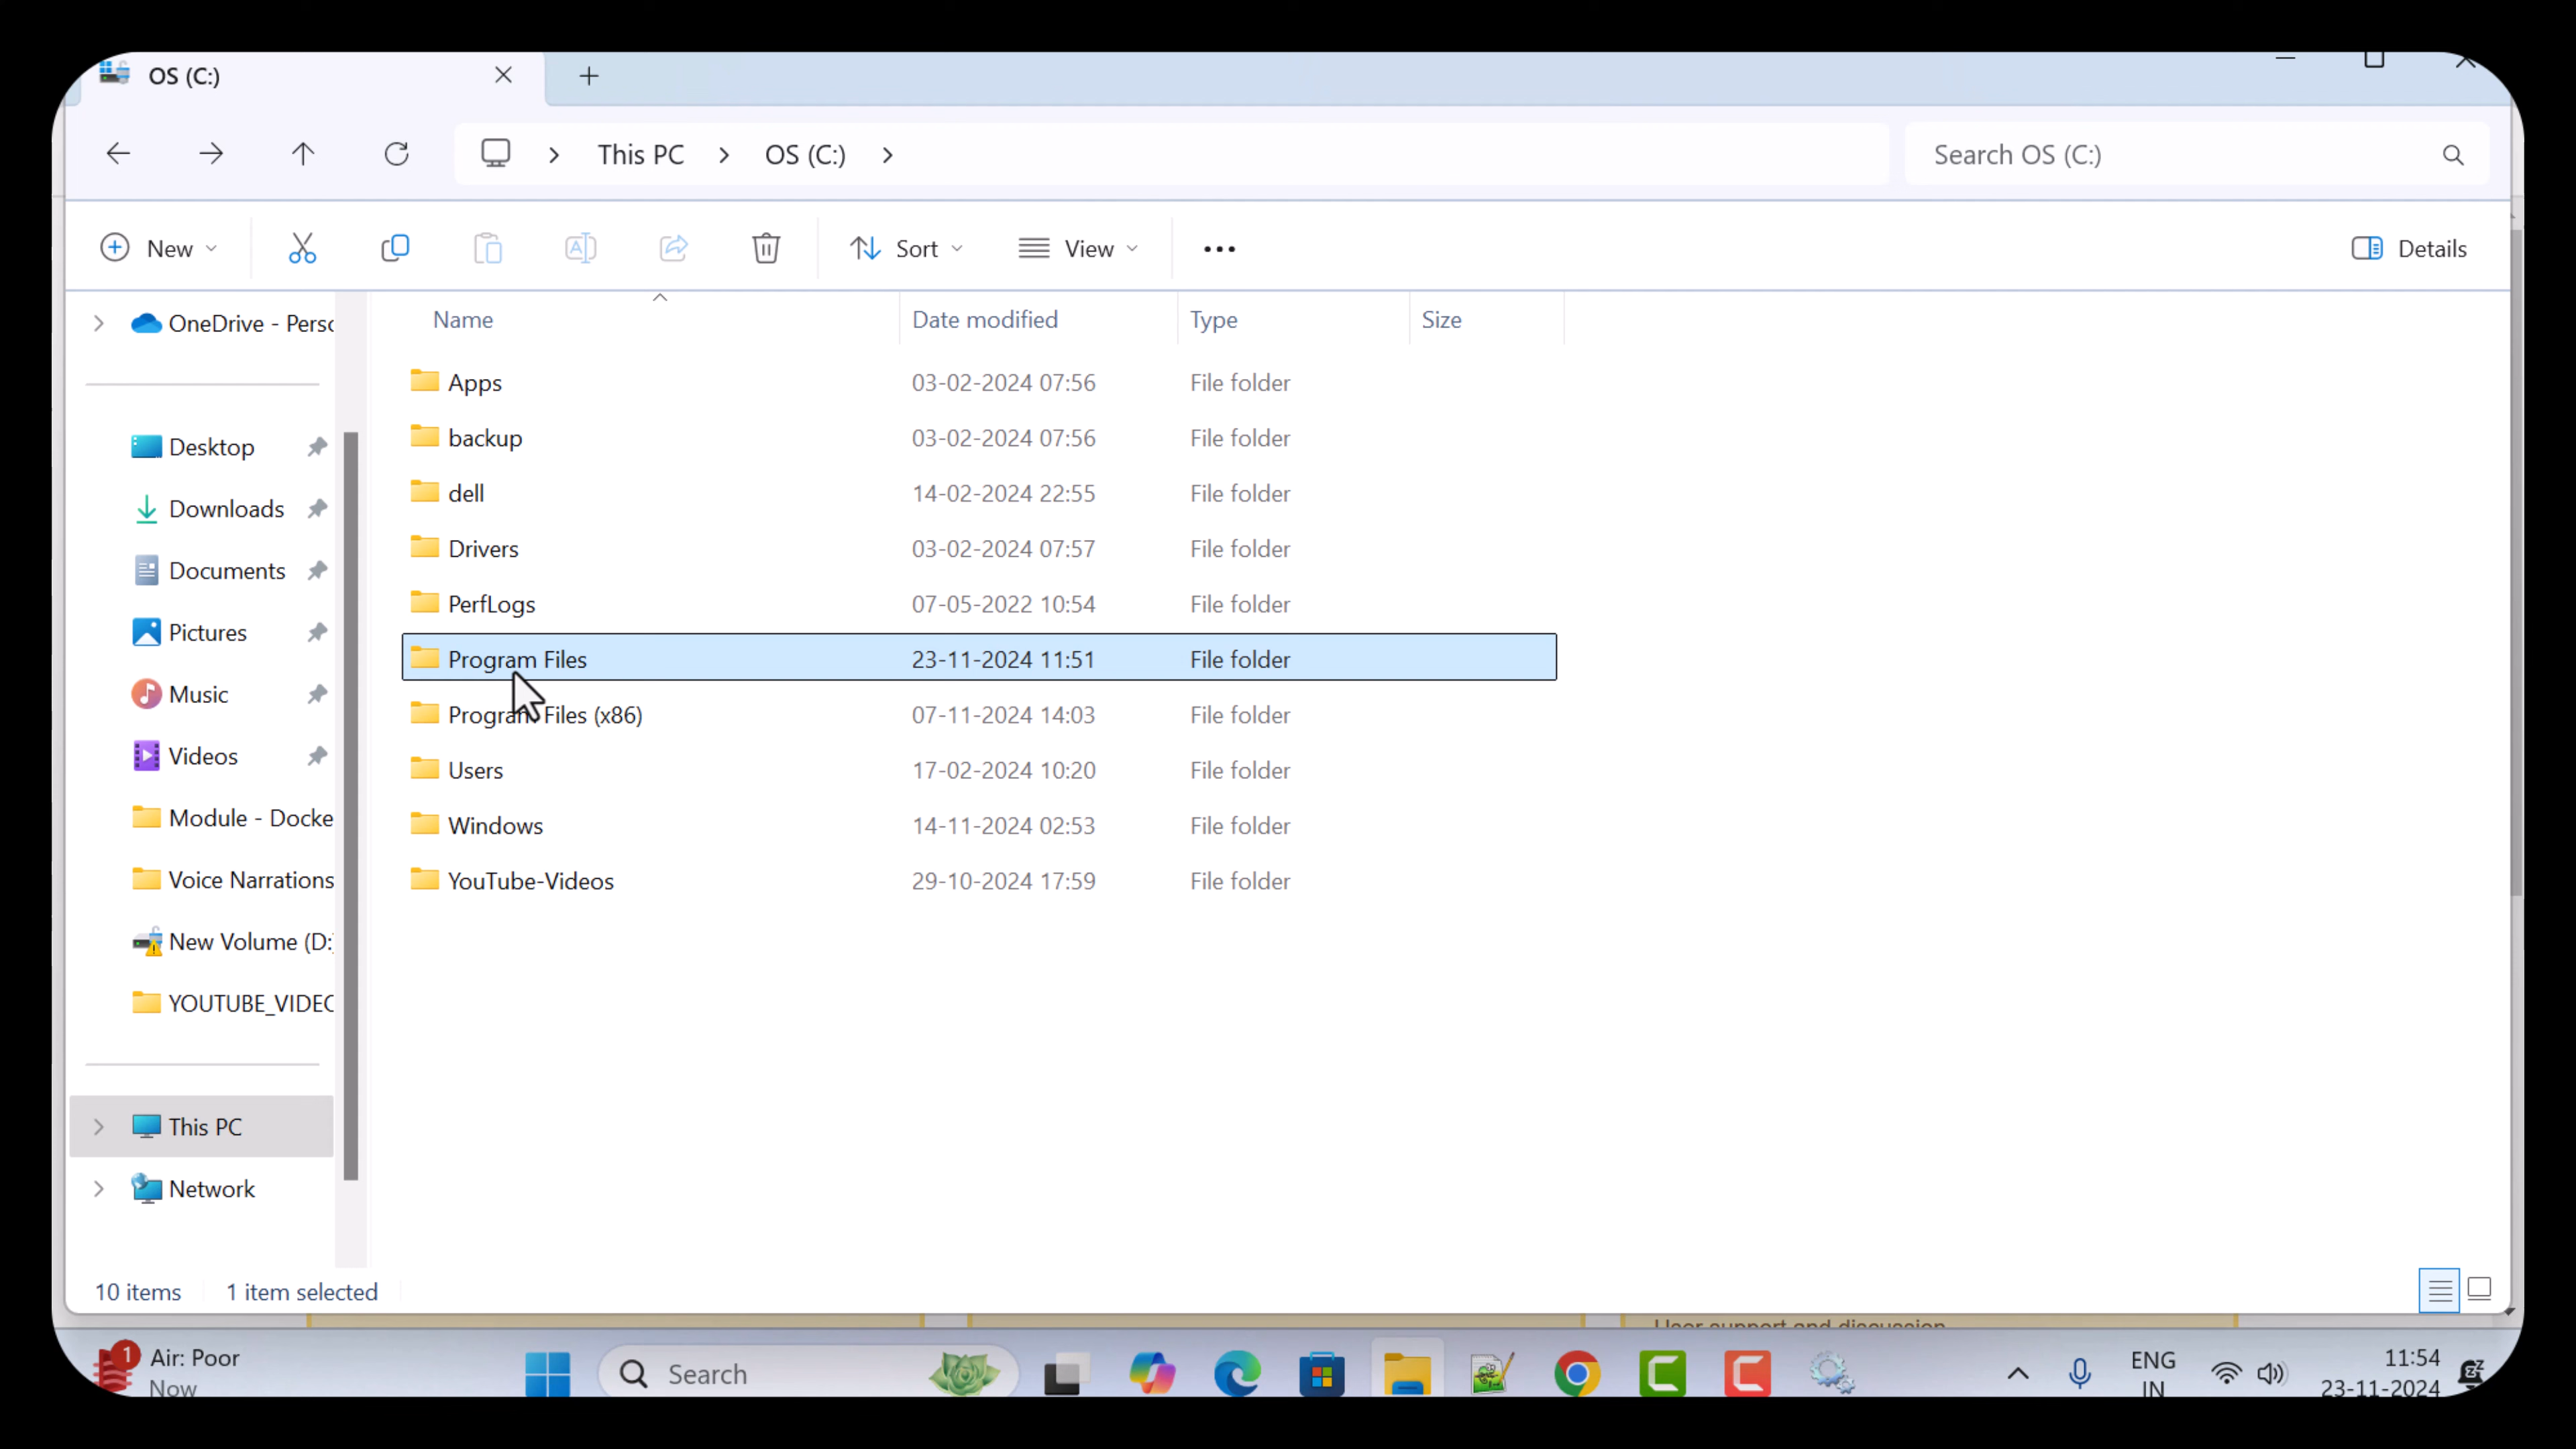 OS (C:)
This PC
OS (C:)
Search OS (C:)
New
Sort
View
Details
OneDrive - Perso
Desktop
Downloads
Documents
Pictures
Music
Videos
Module - Docke
Voice Narrations
New Volume (D:)
YOUTUBE_VIDEO
This PC
Network
Name Date modified Type Size
Apps 03-02-2024 07:56 File folder
backup 03-02-2024 07:56 File folder
dell 14-02-2024 22:55 File folder
Drivers 03-02-2024 07:57 File folder
PerfLogs 07-05-2022 10:54 File folder
Program Files 23-11-2024 11:51 File folder
Program Files (x86) 07-11-2024 14:03 File folder
Users 17-02-2024 10:20 File folder
Windows 14-11-2024 02:53 File folder
YouTube-Videos 29-10-2024 17:59 File folder
10 items 1 item selected
User support and discussion
1
Air: Poor
Now
Search
ENG
IN
11:54
23-11-2024